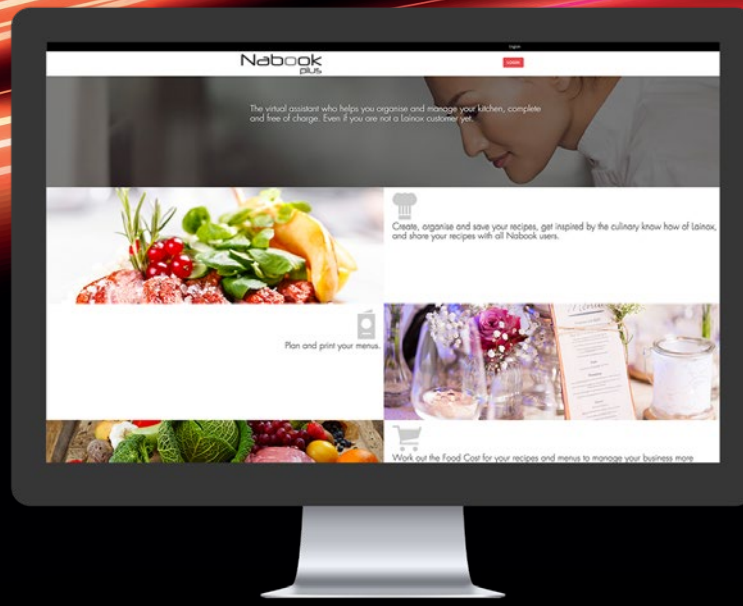 English
Nabook
plus
LOGIN
The virtual assistant who helps you organise and manage your kitchen, complete
and free of charge. Even if you are not a Lainox customer yet.
Create, organise and save your recipes, get inspired by the culinary know how of Lainox,
and share your recipes with all Nabook users.
Plan and print your menus.
Menu
Work out the Food Cost for your recipes and menus to manage your business more